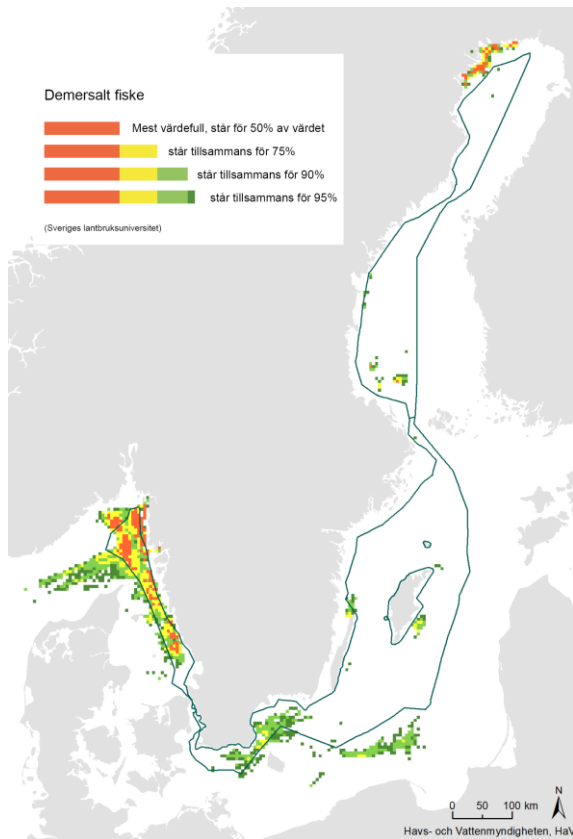 Demersalt fiske
Mest värdefull, står för 50% av värdet
står tillsammans för 75%
står tillsammans för 90%
står tillsammans för 95%
(Sveriges lantbruksuniversitet)
0 50 100 km
N
Havs- och Vattenmyndigheten, HaV